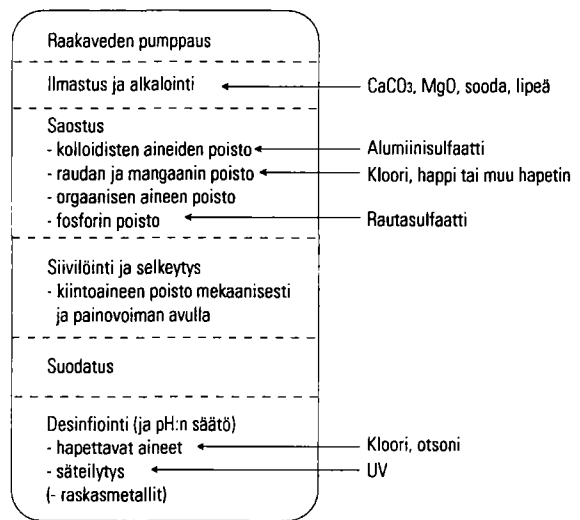 Raakaveden pumppaus
Ilmastus ja alkalointi
CaCO3, MgO, sooda, lipeä
Saostus
- kolloidisten aineiden poisto
Alumiinisulfaatti
- raudan ja mangaanin poisto
Kloori, happi tai muu hapetin
- orgaanisen aineen poisto
- fosforin poisto
Rautasulfaatti
Siivilöinti ja selkeytys
- kiintoaineen poisto mekaanisesti
ja painovoiman avulla
Suodatus
Desinfiointi (ja pH:n säätö)
- hapettavat aineet
Kloori, otsoni
- säteilytys
UV
(- raskasmetallit)